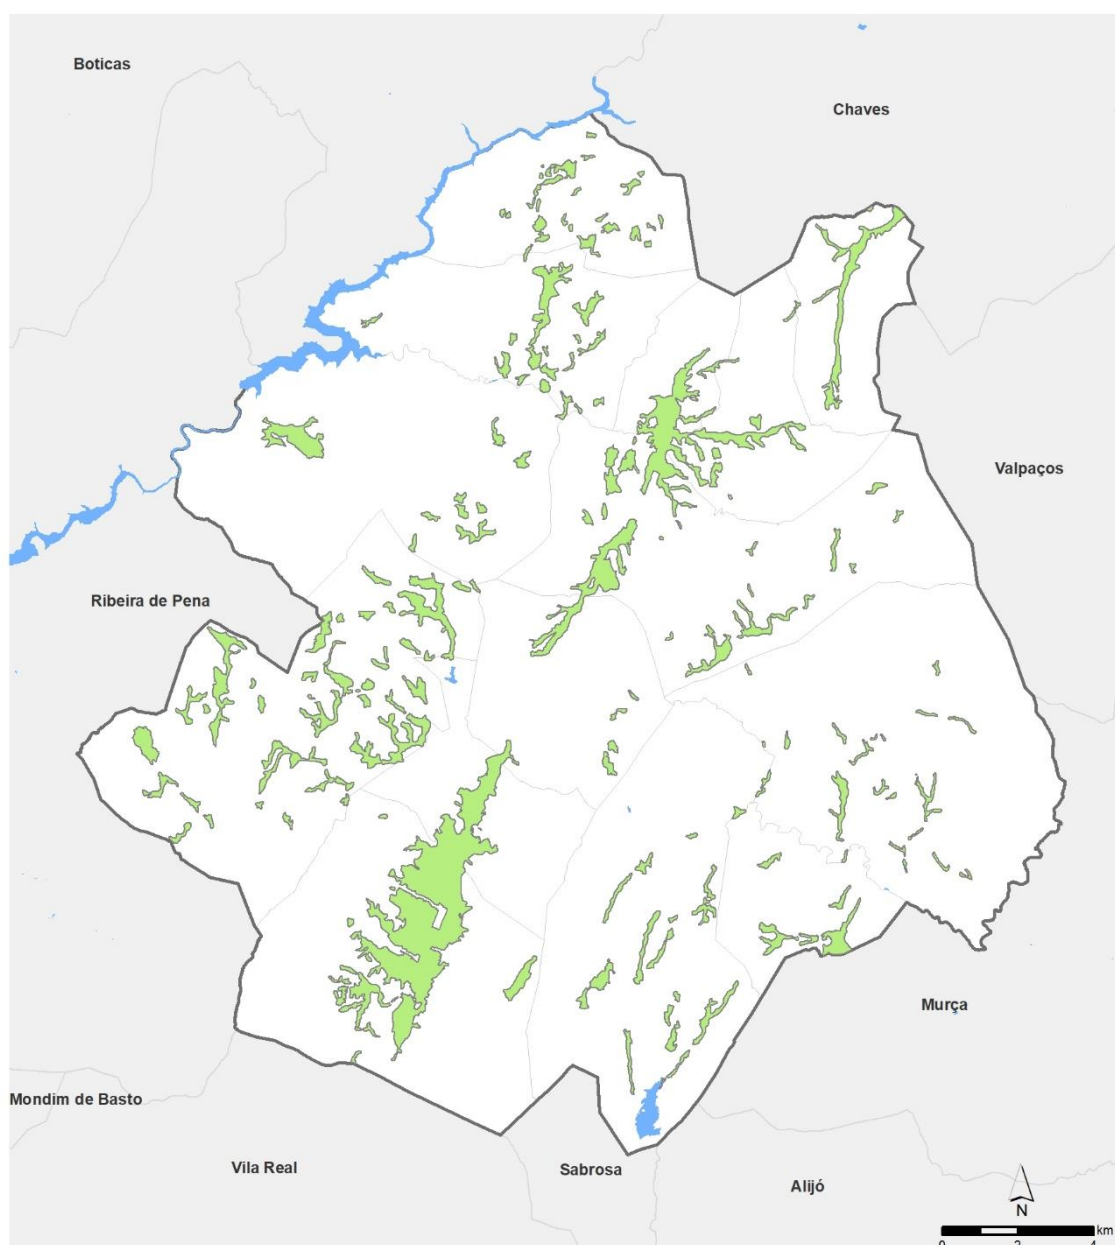 Boticas
Chaves
Valpaços
Ribeira de Pena
Murça
Mondim de Basto
Vila Real
Sabrosa
Alijó
N
km
0 2 4